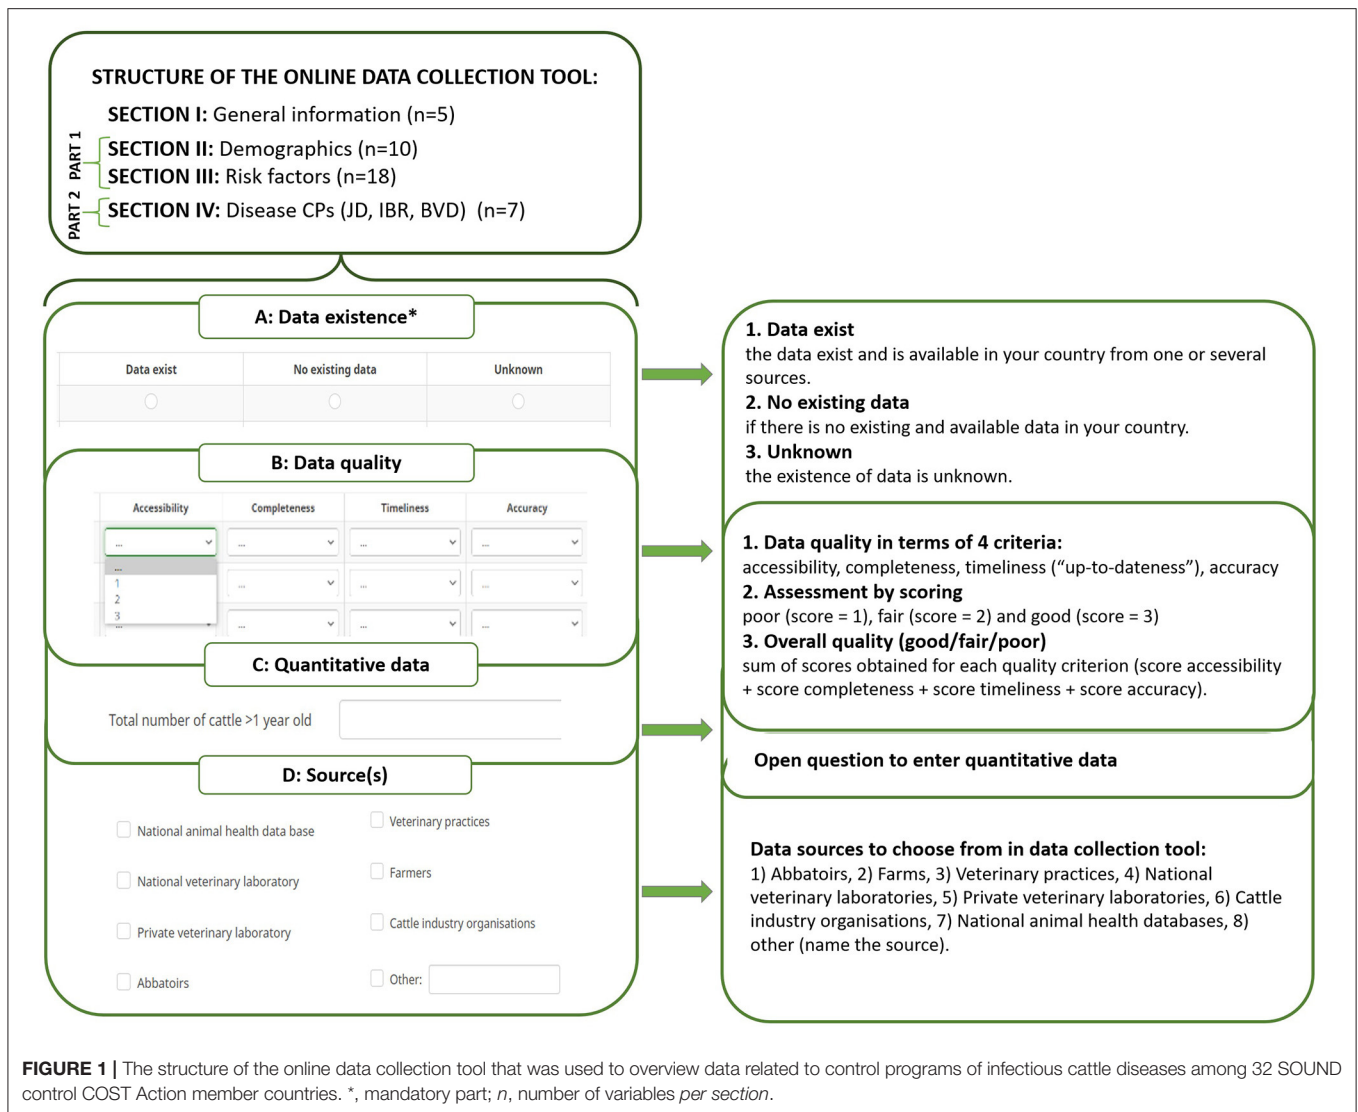 STRUCTURE OF THE ONLINE DATA COLLECTION TOOL:
SECTION I: General information (n=5)
PART 1
SECTION II: Demographics (n=10)
SECTION III: Risk factors (n=18)
PART 2
SECTION IV: Disease CPs (JD, IBR, BVD) (n=7)
A: Data existence*
Data exist No existing data Unknown
B: Data quality
Accessibility Completeness Timeliness Accuracy
... ... ... ...
...
1 ... ... ...
2
3
... ... ... ...
C: Quantitative data
Total number of cattle >1 year old
D: Source(s)
National animal health data base
National veterinary laboratory
Private veterinary laboratory
Abbatoirs
Veterinary practices
Farmers
Cattle industry organisations
Other:
1. Data exist
the data exist and is available in your country from one or several
sources.
2. No existing data
if there is no existing and available data in your country.
3. Unknown
the existence of data is unknown.
1. Data quality in terms of 4 criteria:
accessibility, completeness, timeliness (“up-to-dateness”), accuracy
2. Assessment by scoring
poor (score = 1), fair (score = 2) and good (score = 3)
3. Overall quality (good/fair/poor)
sum of scores obtained for each quality criterion (score accessibility
+ score completeness + score timeliness + score accuracy).
Open question to enter quantitative data
Data sources to choose from in data collection tool:
1) Abbatoirs, 2) Farms, 3) Veterinary practices, 4) National
veterinary laboratories, 5) Private veterinary laboratories, 6) Cattle
industry organisations, 7) National animal health databases, 8)
other (name the source).
FIGURE 1 | The structure of the online data collection tool that was used to overview data related to control programs of infectious cattle diseases among 32 SOUND
control COST Action member countries. *, mandatory part; n, number of variables per section.